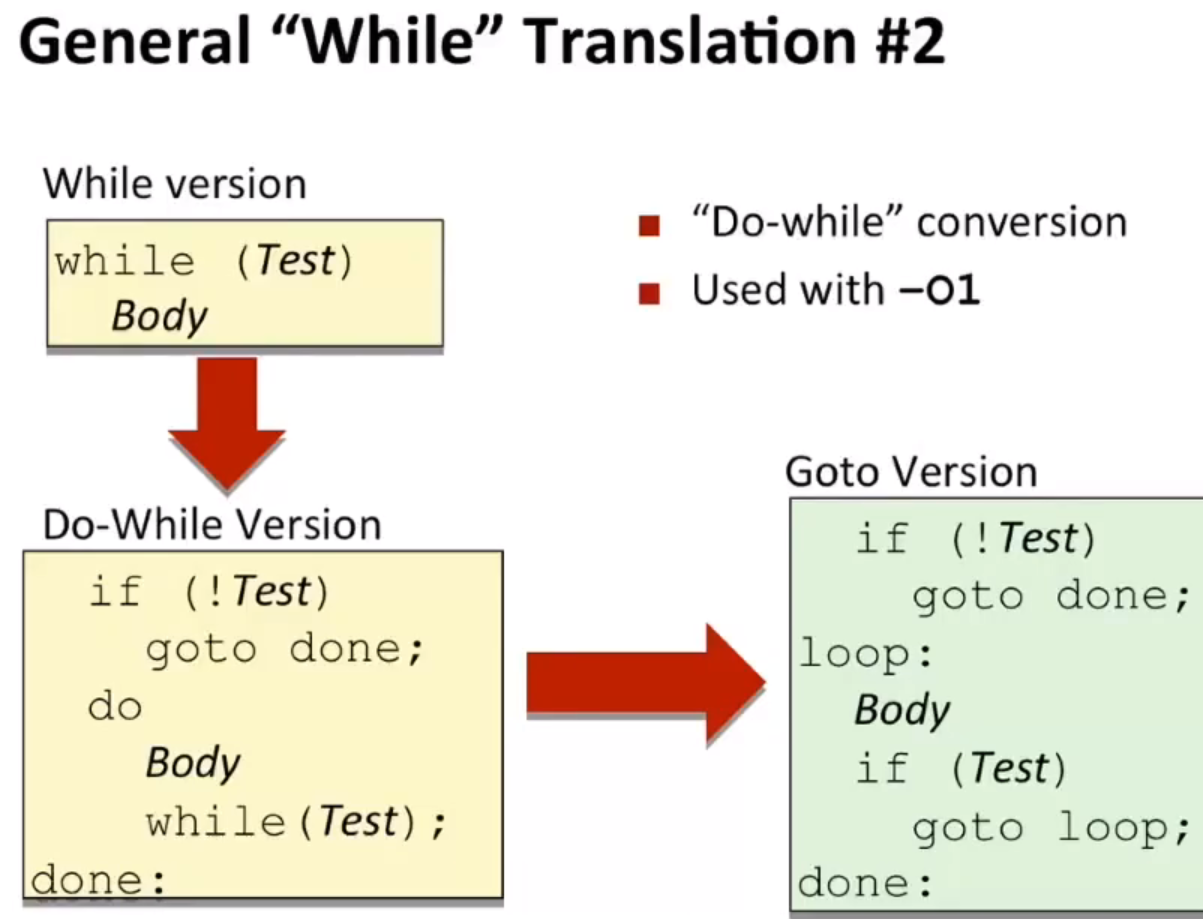 General “While” Translation #2
While version
while (Test)
Body
“Do-while” conversion
Used with –O1
Do-While Version
if (!Test)
goto done;
do
Body
while(Test);
done:
Goto Version
if (!Test)
goto done;
loop:
Body
if (Test)
goto loop;
done: